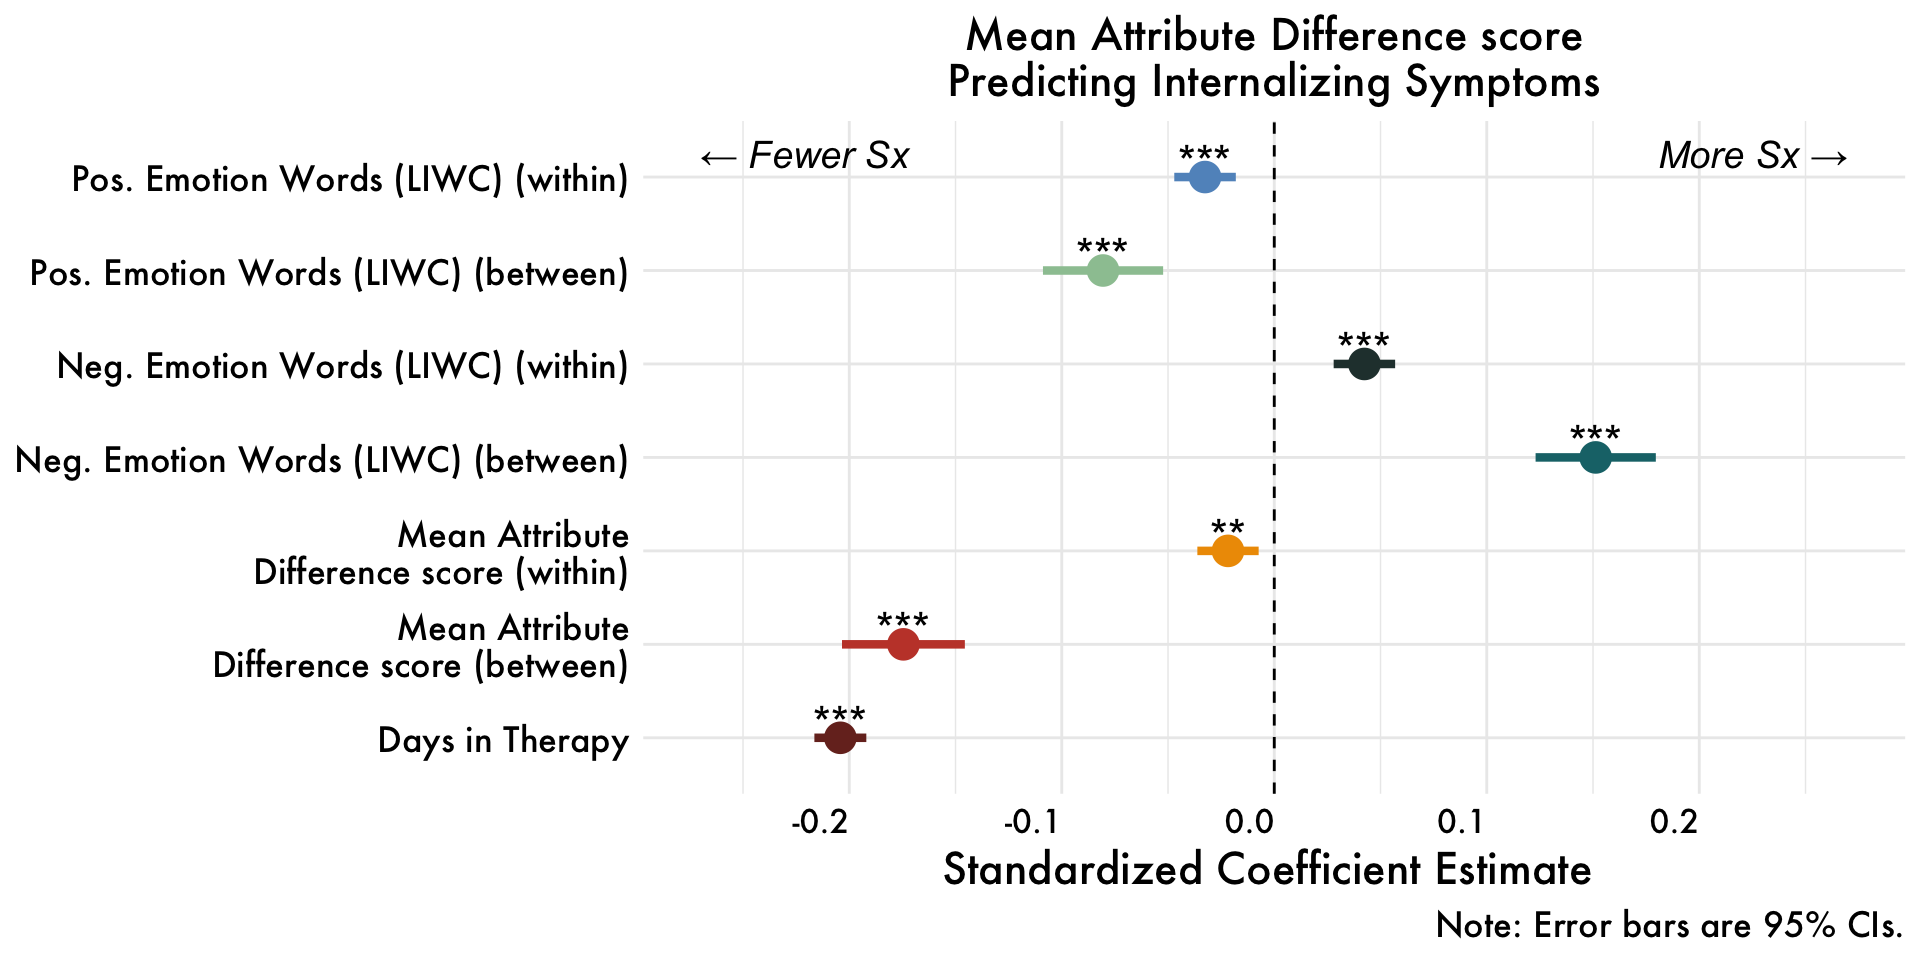 Mean Attribute Difference score
Predicting Internalizing Symptoms
← Fewer Sx
More Sx →
Pos. Emotion Words (LIWC) (within)
***
Pos. Emotion Words (LIWC) (between)
***
Neg. Emotion Words (LIWC) (within)
***
Neg. Emotion Words (LIWC) (between)
***
Mean Attribute
Difference score (within)
**
Mean Attribute
Difference score (between)
***
Days in Therapy
***
-0.2 -0.1 0.0 0.1 0.2
Standardized Coefficient Estimate
Note: Error bars are 95% CIs.